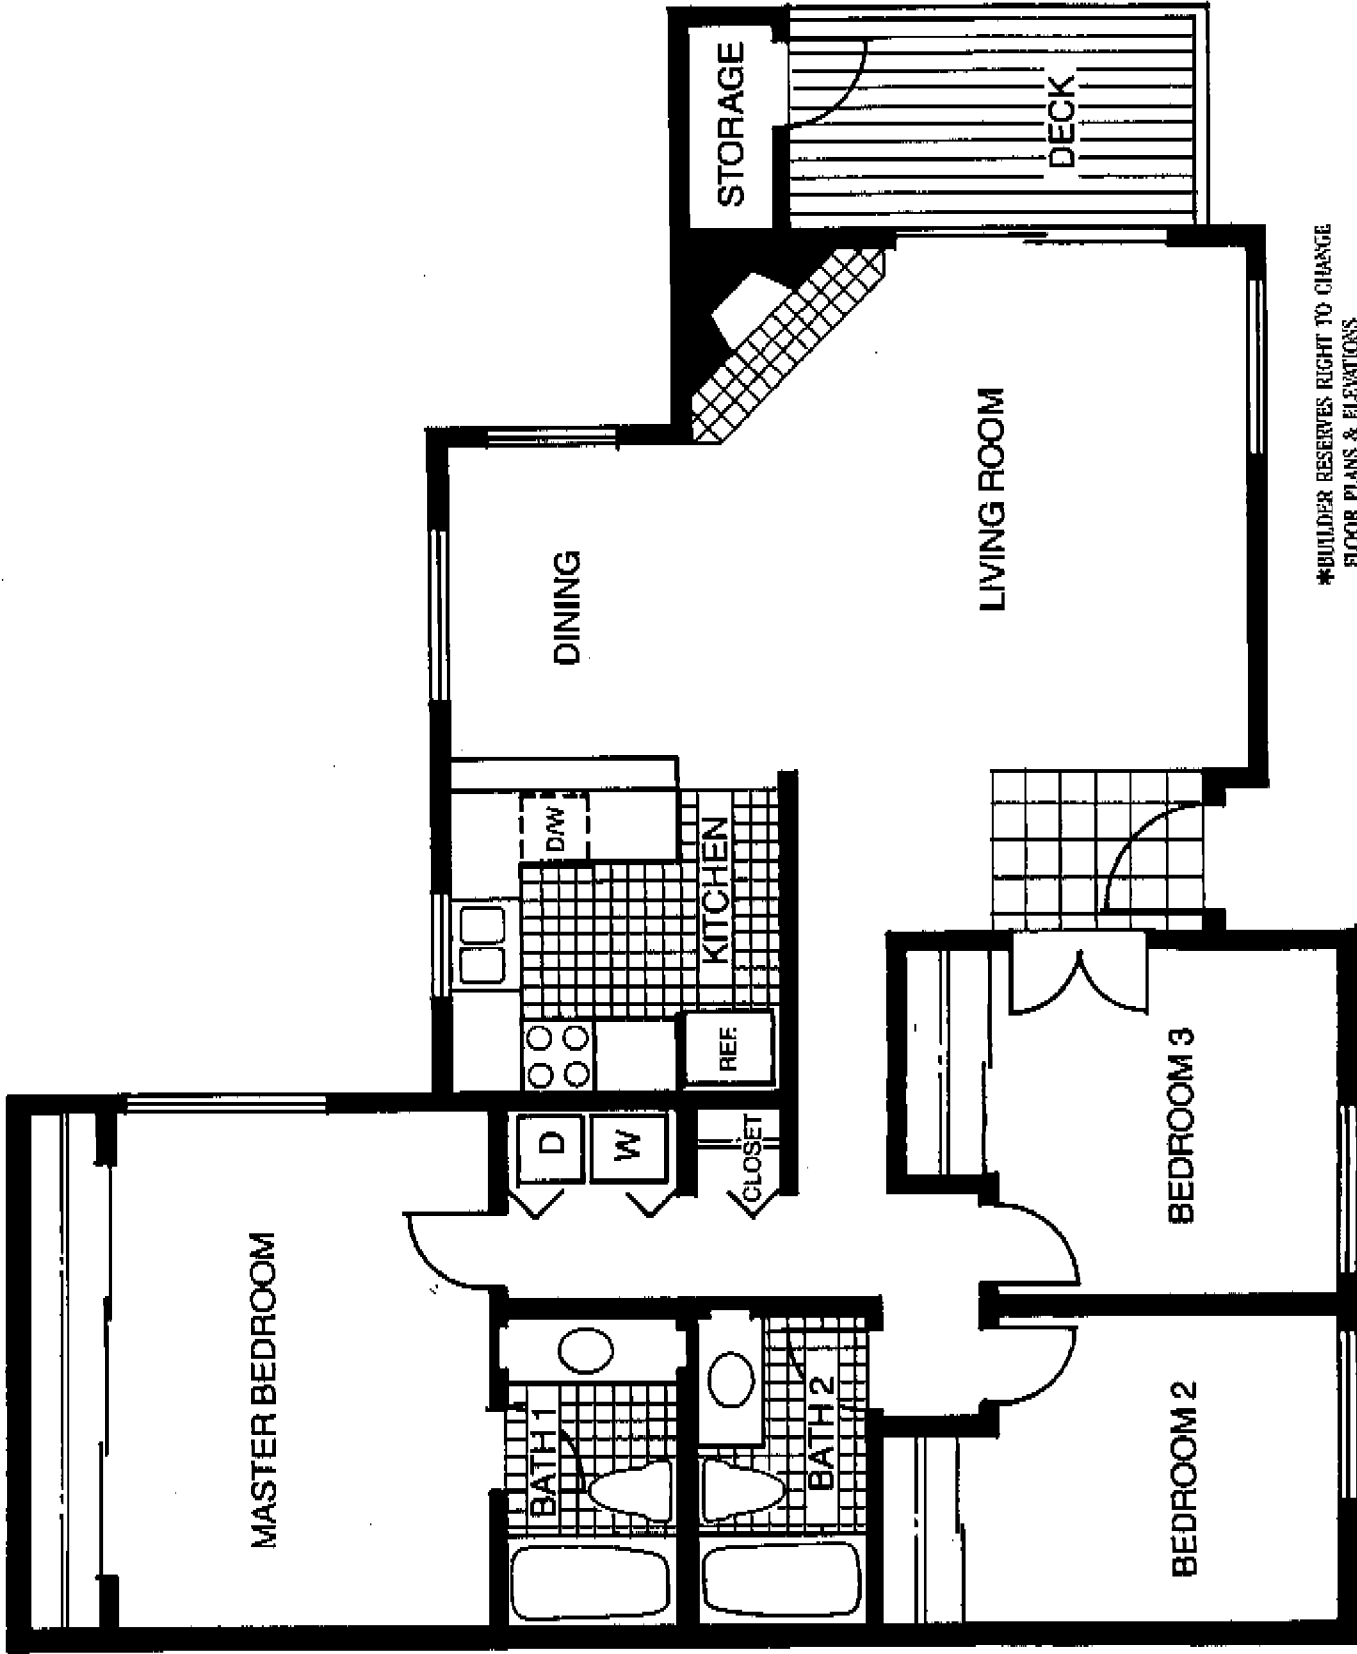 STORAGE
DECK
LIVING ROOM
DINING
D/W
KITCHEN
REF.
D
W
CLOSET
MASTER BEDROOM
BATH 1
BATH 2
BEDROOM 3
BEDROOM 2
*BUILDER RESERVES RIGHT TO CHANGE
FLOOR PLANS & ELEVATIONS